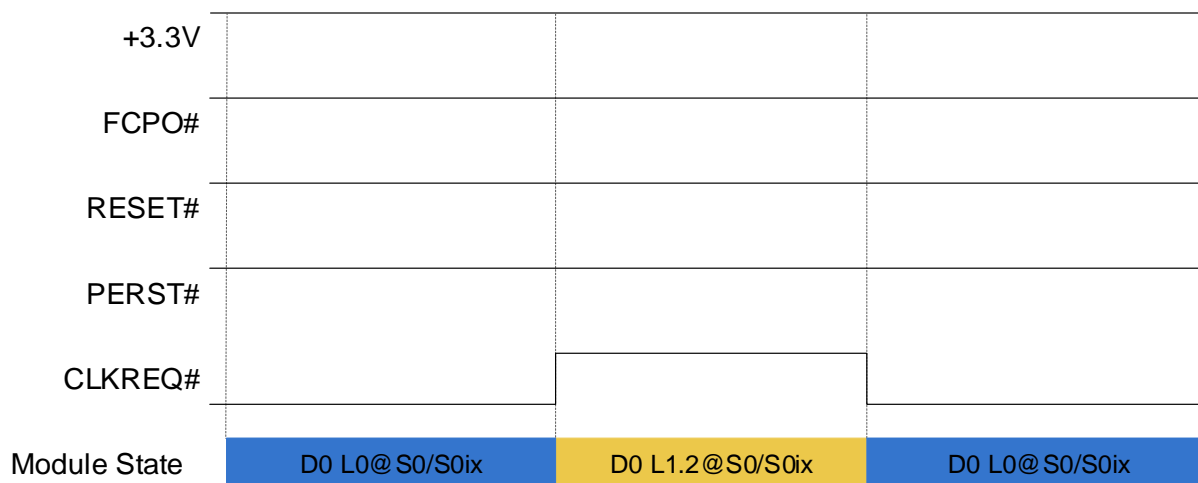 +3.3V
FCPO#
RESET#
PERST#
CLKREQ#
Module State
D0 L0@S0/S0ix
D0 L1.2@S0/S0ix
D0 L0@S0/S0ix